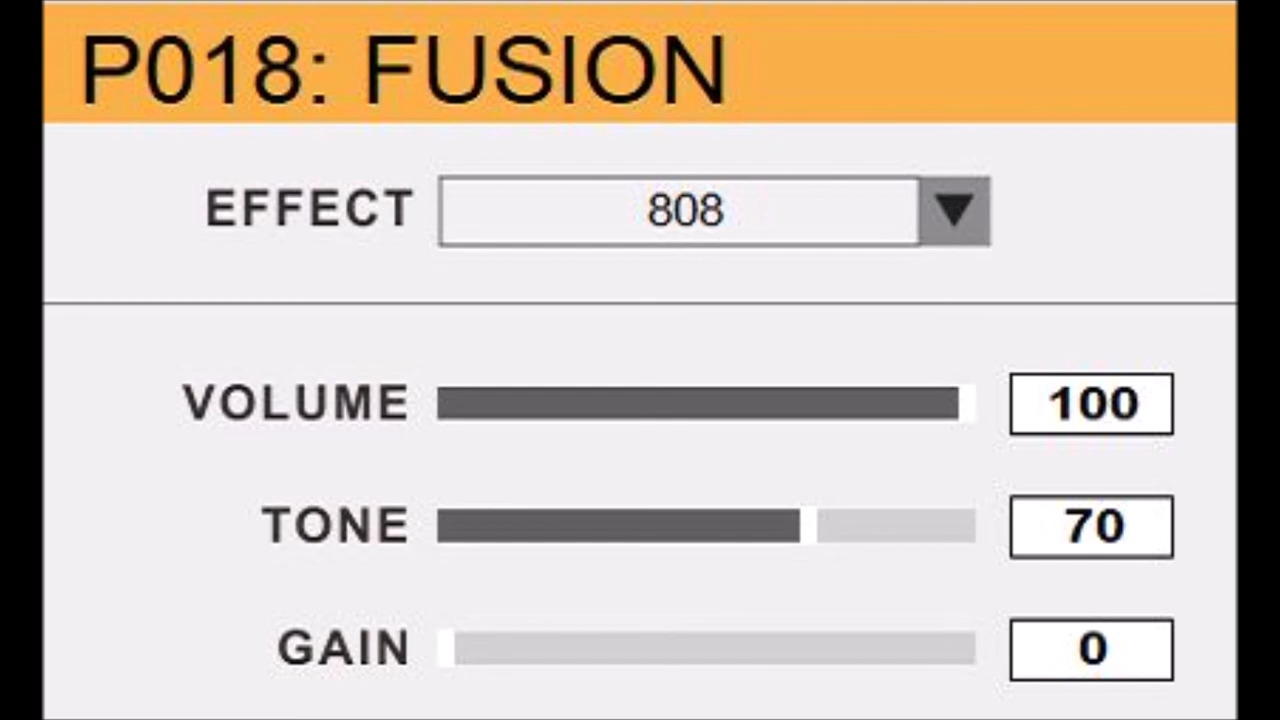 P018: FUSION
EFFECT 808
VOLUME 100
TONE 70
GAIN 0